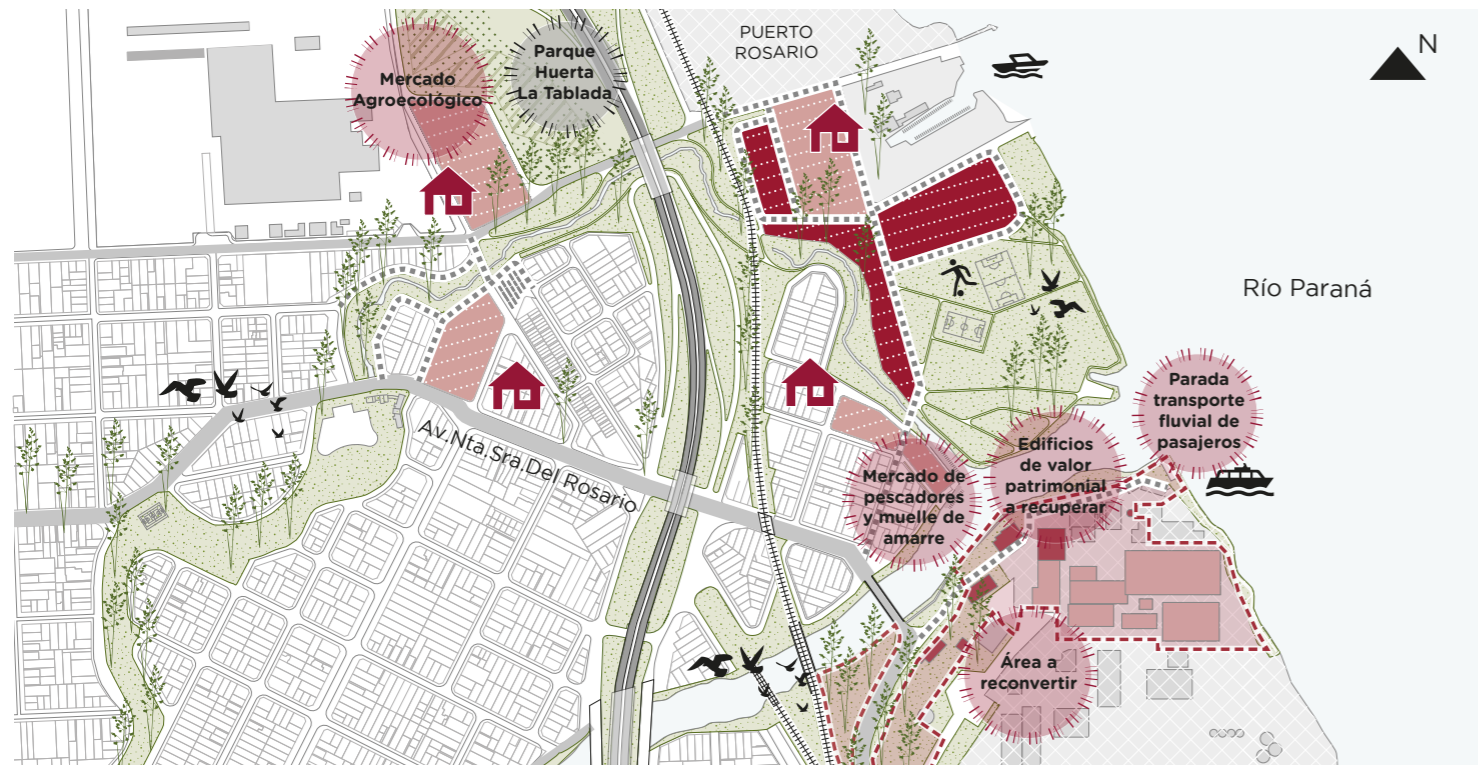 PUERTO
ROSARIO
N
Parque
Huerta
La Tablada
Mercado
Agroecológico
Río Paraná
Parada
transporte
fluvial de
pasajeros
Av.Nta.Sra.Del Rosario
Edificios
de valor
patrimonial
a recuperar
Mercado de
pescadores
y muelle de
amarre
Área a
reconvertir